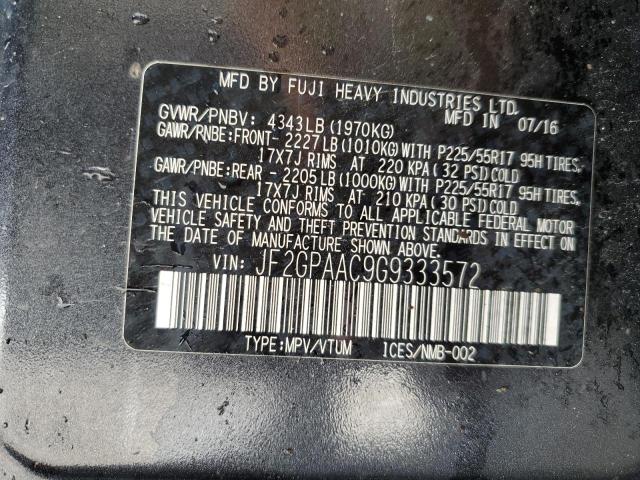 MFD BY FUJI HEAVY INDUSTRIES LTD.
MFD IN 07/16
GVWR/PNBV: 4343LB(1970KG)
GAWR/PNBE:FRONT- 2227LB(1010KG)WITH P225/55R17 95HTIRES,
17X7J RIMS AT 220 KPA(32 PSI)COLD
GAWR/PNBE:REAR - 2205LB(1000KG)WITH P225/55R17 95HTIRES,
17X7J RIMS AT 210 KPA(30 PSI)COLD
THIS VEHICLE CONFORMS TO ALL APPLICABLE FEDERAL MOTOR
VEHICLE SAFETY AND THEFT PREVENTION STANDARDS IN EFFECT ON
THE DATE OF MANUFACTURE SHOWN ABOVE.
VIN: JF2GPAAC9G9333572
TYPE:MPV/VTUM ICES/NMB-002